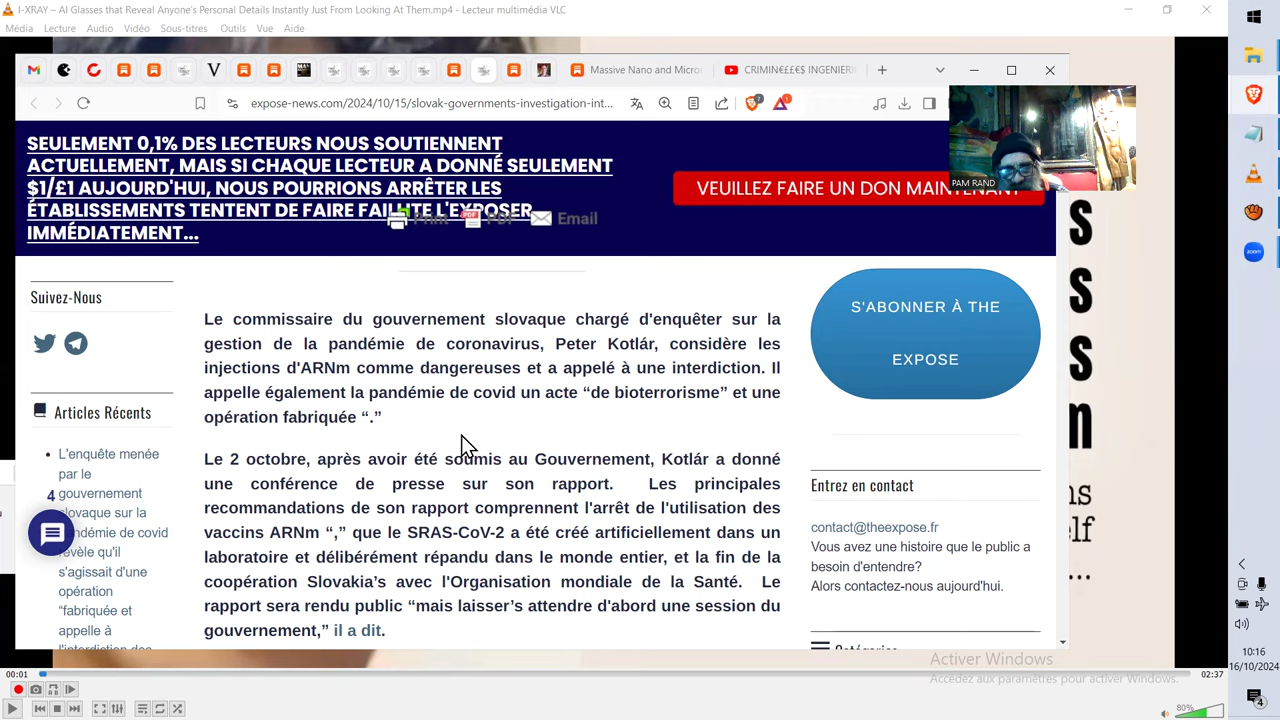 I-XRAY – AI Glasses that Reveal Anyone's Personal Details Instantly Just From Looking At Them.mp4 - Lecteur multimédia VLC
Média Lecture Audio Vidéo Sous-titres Outils Vue Aide
Massive Nano and Micro
CRIMIN€££€$ INGENIERI
expose-news.com/2024/10/15/slovak-governments-investigation-int...
SEULEMENT 0,1% DES LECTEURS NOUS SOUTIENNENT
ACTUELLEMENT, MAIS SI CHAQUE LECTEUR A DONNÉ SEULEMENT
$1/£1 AUJOURD'HUI, NOUS POURRIONS ARRÊTER LES
ÉTABLISSEMENTS TENTENT DE FAIRE FAILLITE L'EXPOSER
IMMÉDIATEMENT...
VEUILLEZ FAIRE UN DON MAINTENANT
PAM RAND
Print PDF Email
Suivez-Nous
Articles Récents
L'enquête menée
par le
gouvernement
slovaque sur la
pandémie de covid
révèle qu'il
s'agissait d'une
opération
“fabriquée et
appelle à
l'interdiction des
4
Le commissaire du gouvernement slovaque chargé d'enquêter sur la
gestion de la pandémie de coronavirus, Peter Kotlár, considère les
injections d'ARNm comme dangereuses et a appelé à une interdiction. Il
appelle également la pandémie de covid un acte “de bioterrorisme” et une
opération fabriquée “.”
Le 2 octobre, après avoir été soumis au Gouvernement, Kotlár a donné
une conférence de presse sur son rapport. Les principales
recommandations de son rapport comprennent l'arrêt de l'utilisation des
vaccins ARNm “,” que le SRAS-CoV-2 a été créé artificiellement dans un
laboratoire et délibérément répandu dans le monde entier, et la fin de la
coopération Slovakia’s avec l'Organisation mondiale de la Santé. Le
rapport sera rendu public “mais laisser’s attendre d'abord une session du
gouvernement,” il a dit.
S'ABONNER À THE
EXPOSE
Entrez en contact
contact@theexpose.fr
Vous avez une histoire que le public a
besoin d'entendre?
Alors contactez-nous aujourd'hui.
Catégories
Activer Windows
Accédez aux paramètres pour activer Windows.
00:01
02:37
80%
zoom
10:16
16/10/2024
4